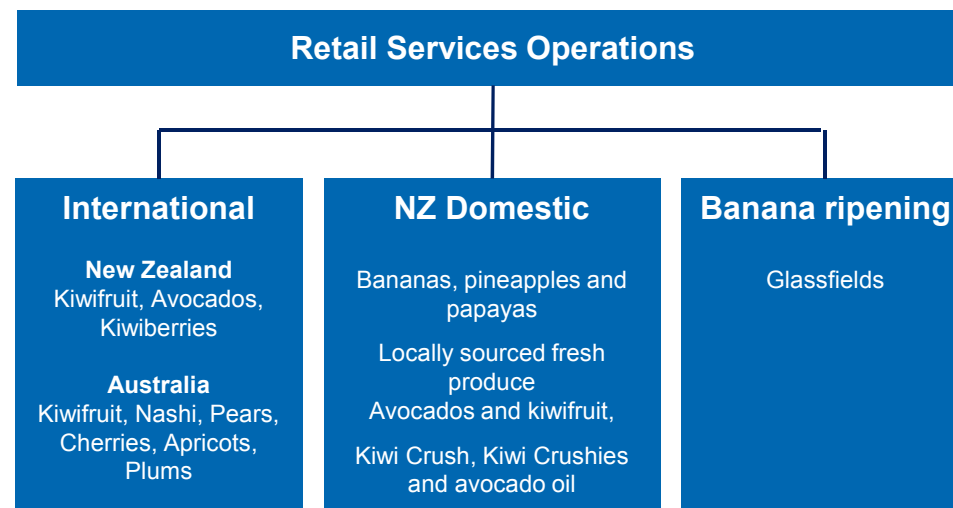 Retail Services Operations
International
New Zealand
Kiwifruit, Avocados,
Kiwiberries
Australia
Kiwifruit, Nashi, Pears,
Cherries, Apricots,
Plums
NZ Domestic
Bananas, pineapples and
papayas
Locally sourced fresh
produce
Avocados and kiwifruit,
Kiwi Crush, Kiwi Crushies
and avocado oil
Banana ripening
Glassfields